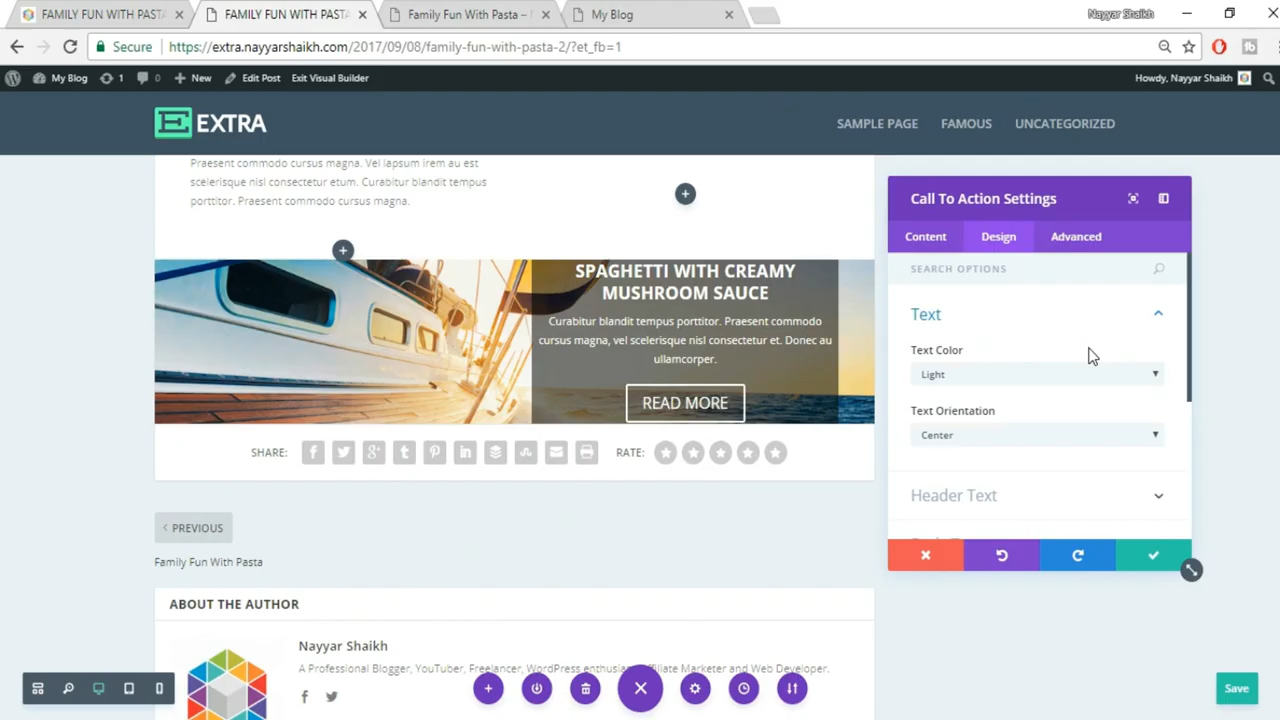 FAMILY FUN WITH PASTA
FAMILY FUN WITH PASTA
Family Fun With Pasta –
My Blog
Nayyar Shaikh
Secure
https://extra.nayyarshaikh.com/2017/09/08/family-fun-with-pasta-2/?et_fb=1
My Blog
1
0
New
Edit Post
Exit Visual Builder
Howdy, Nayyar Shaikh
EXTRA
SAMPLE PAGE
FAMOUS
UNCATEGORIZED
Praesent commodo cursus magna. Vel lapsum irem au est
scelerisque nisl consectetur etum. Curabitur blandit tempus
porttitor. Praesent commodo cursus magna.
SPAGHETTI WITH CREAMY
MUSHROOM SAUCE
Curabitur blandit tempus porttitor. Praesent commodo
cursus magna, vel scelerisque nisl consectetur et. Donec au
ullamcorper.
READ MORE
SHARE:
RATE:
PREVIOUS
Family Fun With Pasta
ABOUT THE AUTHOR
Nayyar Shaikh
A Professional Blogger, YouTuber, Freelancer, WordPress enthusia
ffiliate Marketer and Web Developer.
Call To Action Settings
Content
Design
Advanced
SEARCH OPTIONS
Text
Text Color
Light
Text Orientation
Center
Header Text
Save